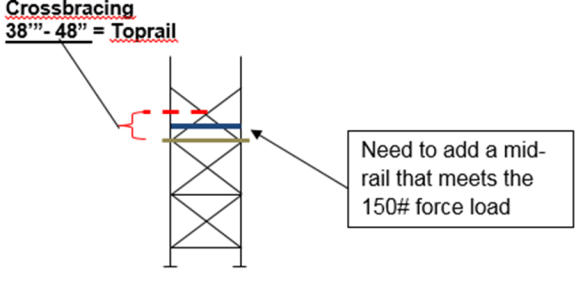 Crossbracing
38”’- 48” = Toprail
Need to add a mid-
rail that meets the
150# force load